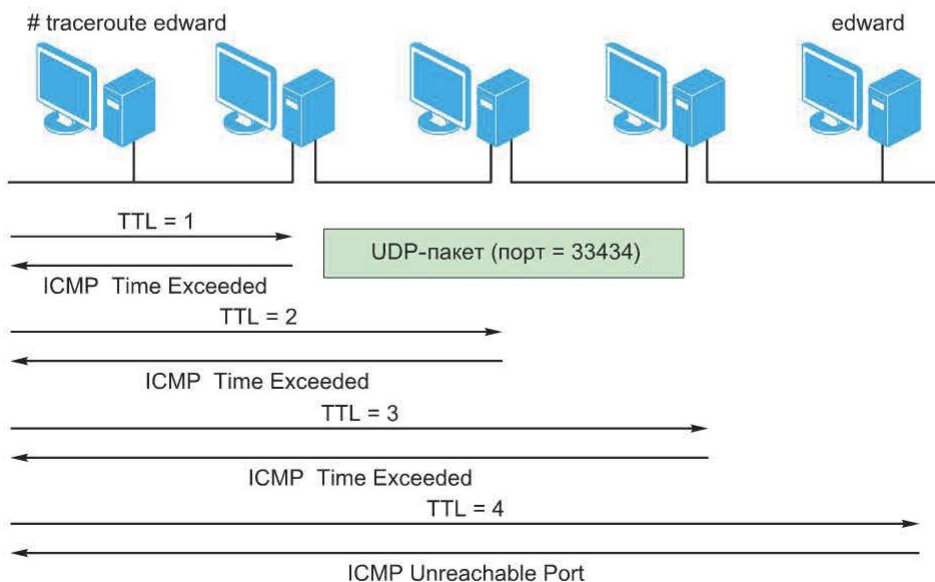 # traceroute edward
edward
TTL = 1
UDP-пакет (порт = 33434)
ICMP Time Exceeded
TTL = 2
ICMP Time Exceeded
TTL = 3
ICMP Time Exceeded
TTL = 4
ICMP Unreachable Port